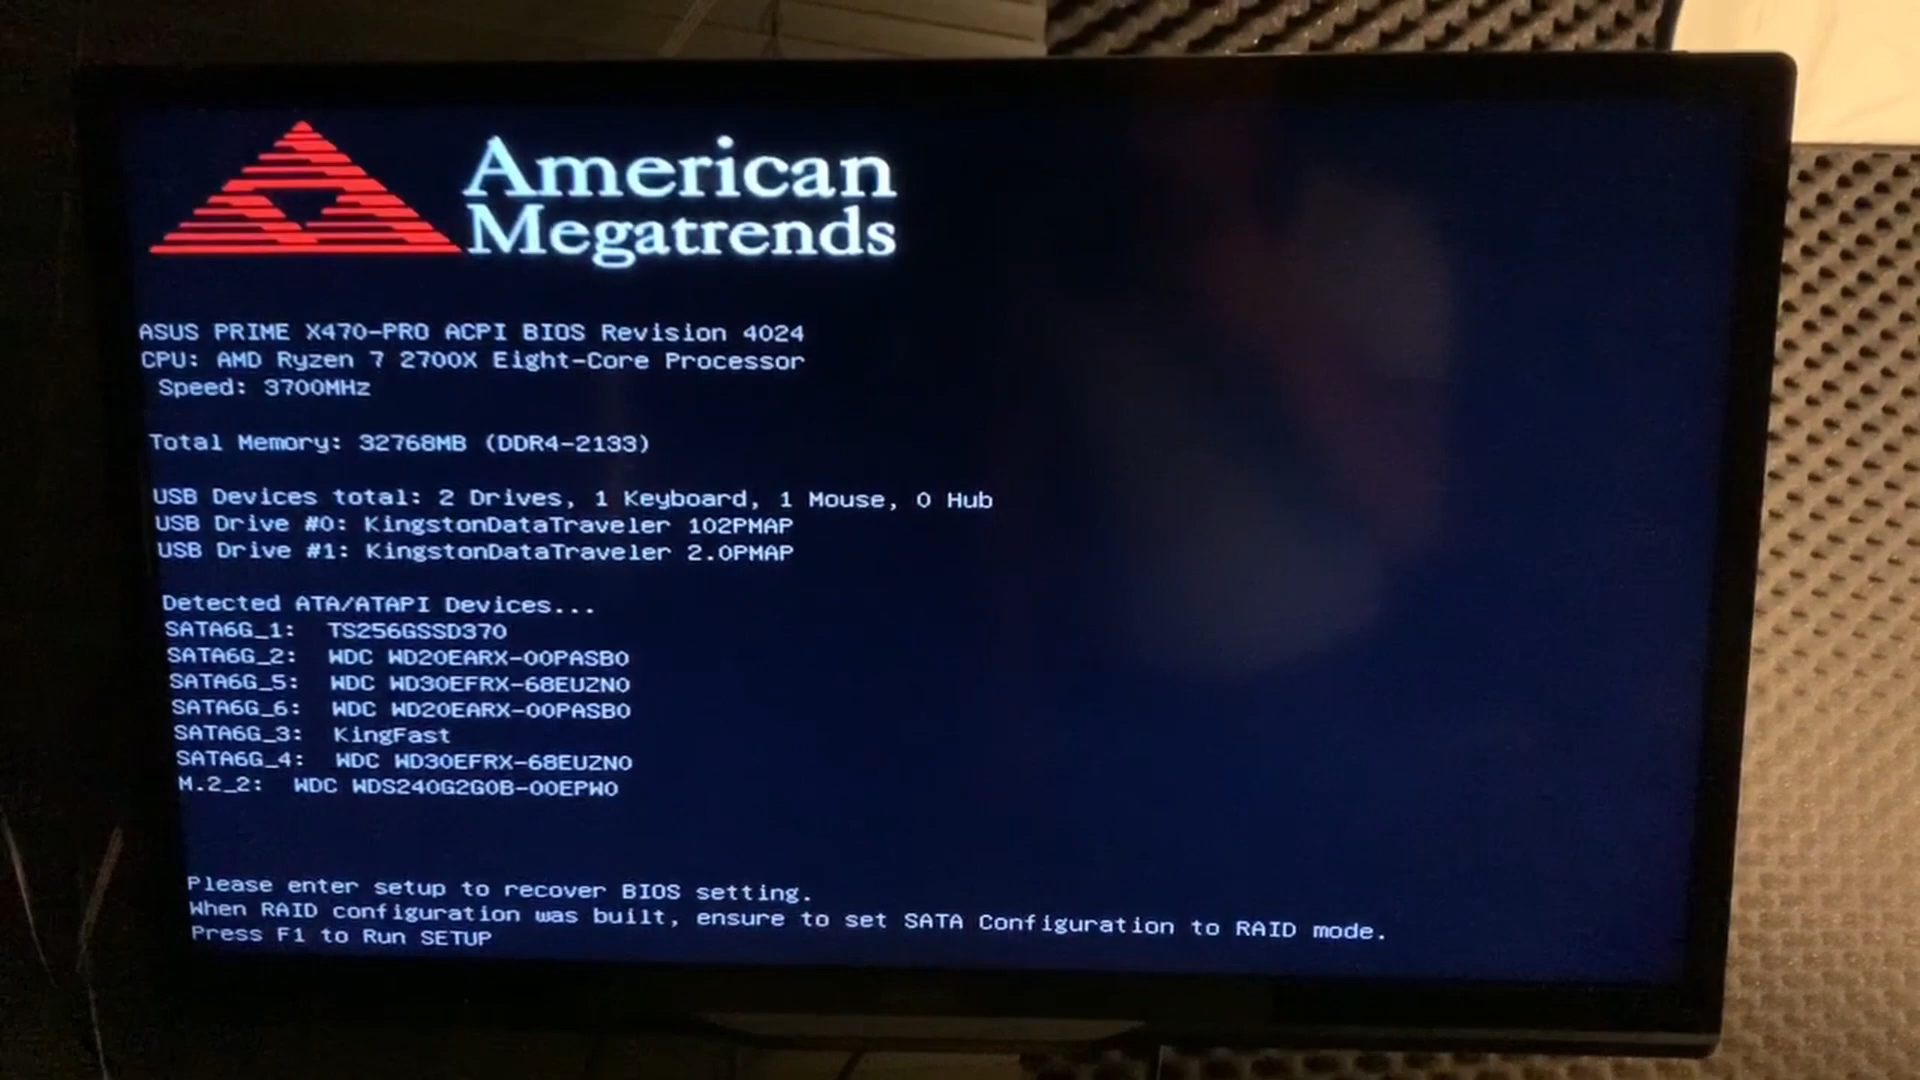 American
Megatrends
ASUS PRIME X470-PRO ACPI BIOS Revision 4024
CPU: AMD Ryzen 7 2700X Eight-Core Processor
Speed: 3700MHz
Total Memory: 32768MB (DDR4-2133)
USB Devices total: 2 Drives, 1 Keyboard, 1 Mouse, 0 Hub
USB Drive #0: KingstonDataTraveler 102PMAP
USB Drive #1: KingstonDataTraveler 2.0PMAP
Detected ATA/ATAPI Devices...
SATA6G_1: TS256GSSD370
SATA6G_2: WDC WD20EARX-00PASB0
SATA6G_5: WDC WD30EFRX-68EUZN0
SATA6G_6: WDC WD20EARX-00PASB0
SATA6G_3: KingFast
SATA6G_4: WDC WD30EFRX-68EUZN0
M.2_2: WDC WDS240G2G0B-00EPW0
Please enter setup to recover BIOS setting.
When RAID configuration was built, ensure to set SATA Configuration to RAID mode.
Press F1 to Run SETUP